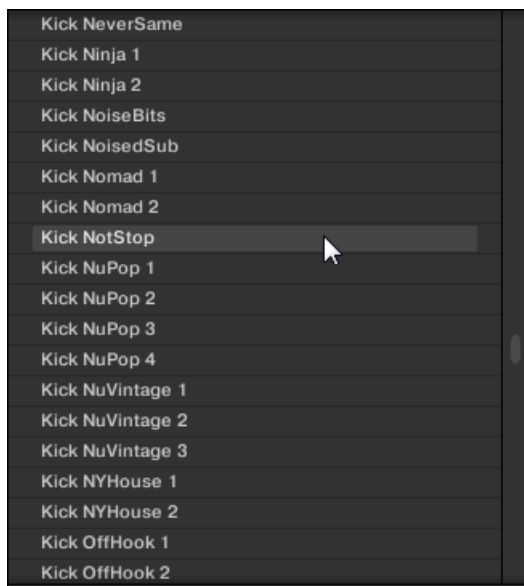 Kick NeverSame
Kick Ninja 1
Kick Ninja 2
Kick NoiseBits
Kick NoisedSub
Kick Nomad 1
Kick Nomad 2
Kick NotStop
Kick NuPop 1
Kick NuPop 2
Kick NuPop 3
Kick NuPop 4
Kick NuVintage 1
Kick NuVintage 2
Kick NuVintage 3
Kick NYHouse 1
Kick NYHouse 2
Kick OffHook 1
Kick OffHook 2